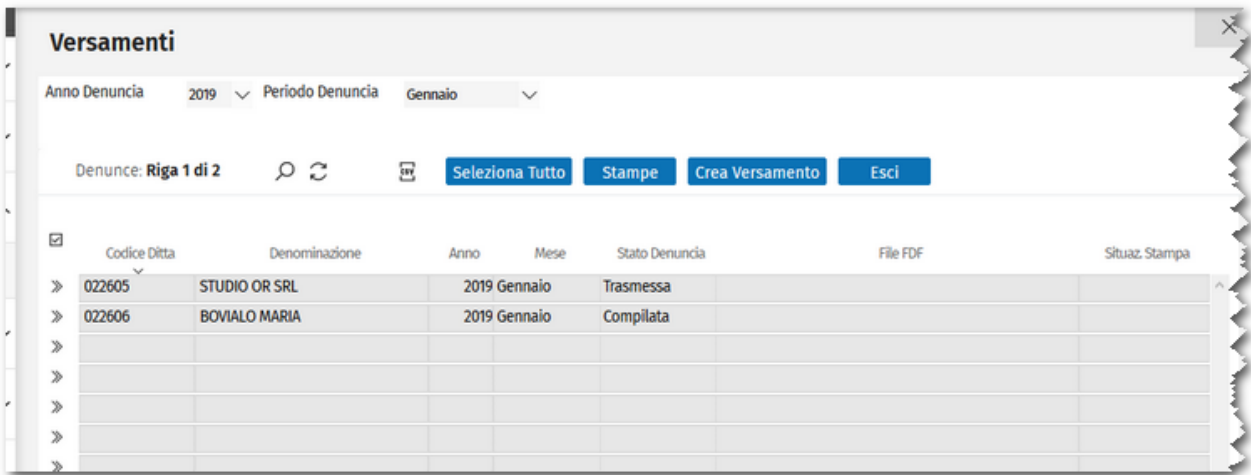 Versamenti
Anno Denuncia 2019 Periodo Denuncia Gennaio
Denunce: Riga 1 di 2 CSV Seleziona Tutto Stampe Crea Versamento Esci
Codice Ditta Denominazione Anno Mese Stato Denuncia File FDF Situaz. Stampa
022605 STUDIO OR SRL 2019 Gennaio Trasmessa
022606 BOVIALO MARIA 2019 Gennaio Compilata